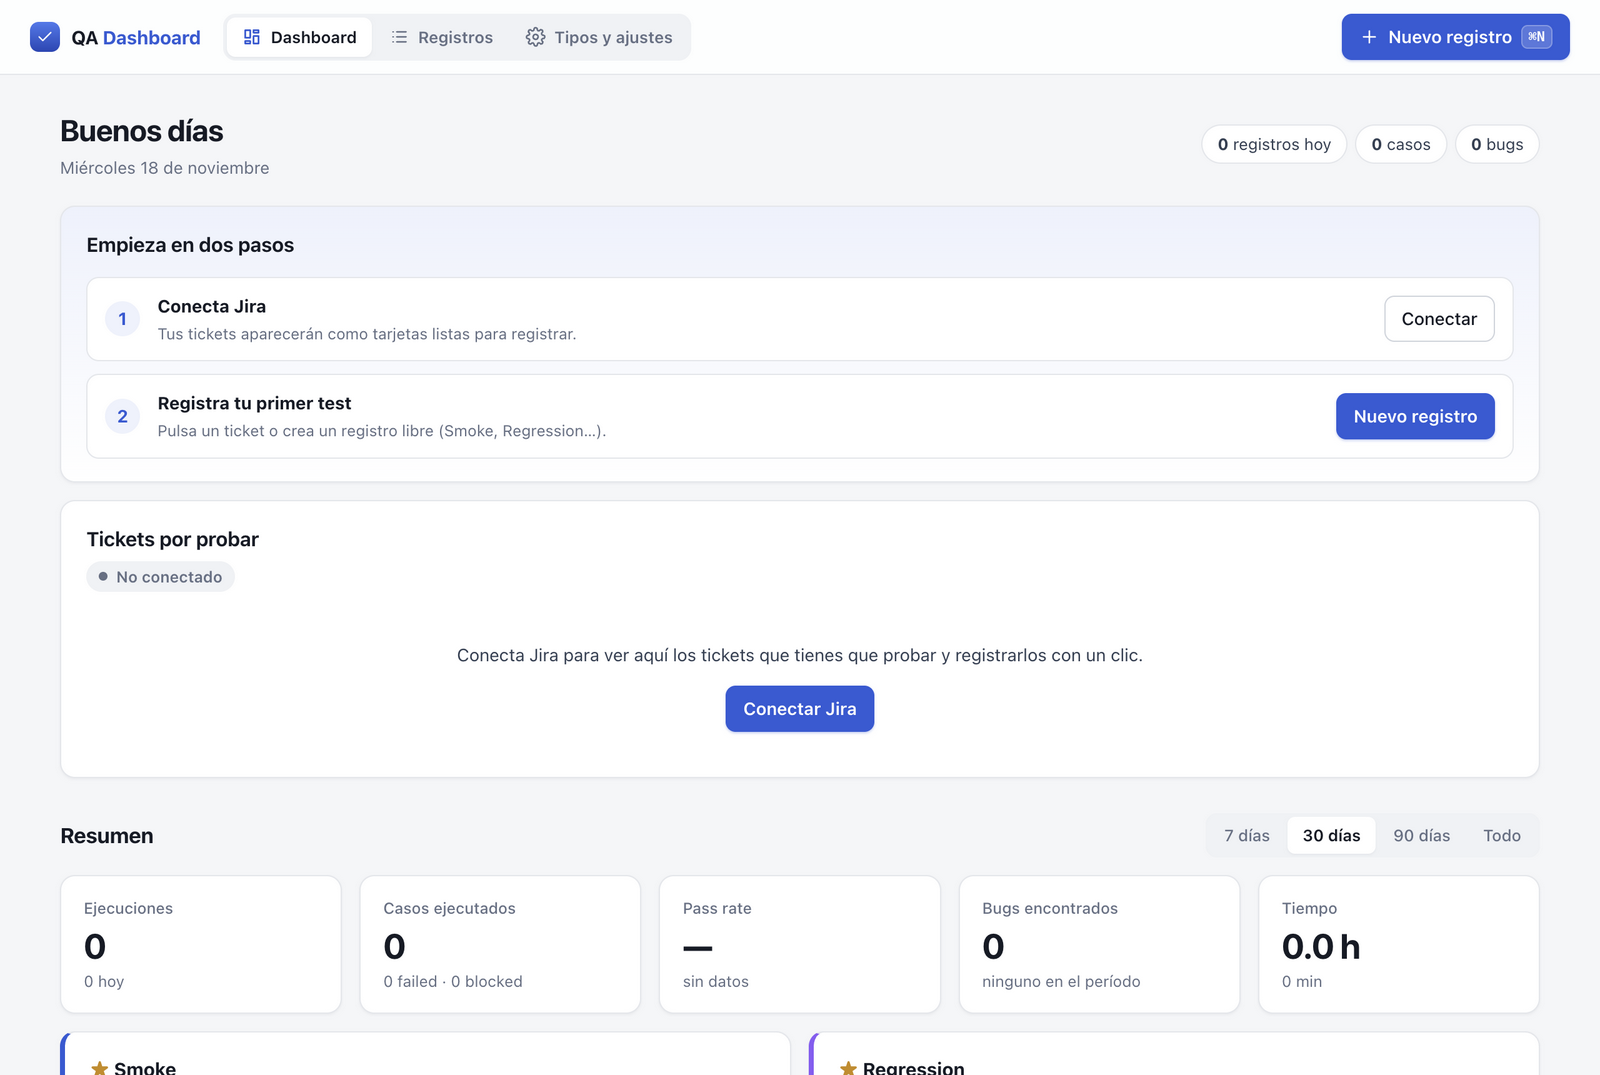 QA Dashboard
Dashboard
Registros
Tipos y ajustes
+ Nuevo registro ⌘N
Buenos días
Miércoles 18 de noviembre
0 registros hoy
0 casos
0 bugs
Empieza en dos pasos
1
Conecta Jira
Tus tickets aparecerán como tarjetas listas para registrar.
Conectar
2
Registra tu primer test
Pulsa un ticket o crea un registro libre (Smoke, Regression...).
Nuevo registro
Tickets por probar
No conectado
Conecta Jira para ver aquí los tickets que tienes que probar y registrarlos con un clic.
Conectar Jira
Resumen
7 días
30 días
90 días
Todo
Ejecuciones
0
0 hoy
Casos ejecutados
0
0 failed · 0 blocked
Pass rate
—
sin datos
Bugs encontrados
0
ninguno en el período
Tiempo
0.0 h
0 min
Smoke
Regression